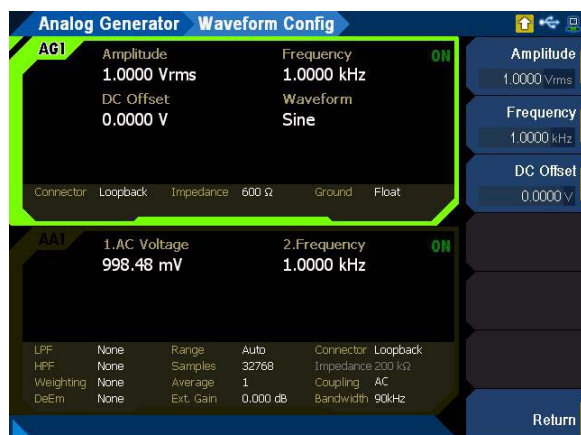 Analog Generator Waveform Config
AG1
Amplitude Frequency ON
1.0000 Vrms 1.0000 kHz
DC Offset Waveform
0.0000 V Sine
Connector Loopback Impedance 600 Ω Ground Float
AA1
1.AC Voltage 2.Frequency ON
998.48 mV 1.0000 kHz
LPF None Range Auto Connector Loopback
HPF None Samples 32768 Impedance 200 kΩ
Weighting None Average 1 Coupling AC
DeEm None Ext. Gain 0.000 dB Bandwidth 90kHz
Amplitude
1.0000 Vrms
Frequency
1.0000 kHz
DC Offset
0.0000 V
Return